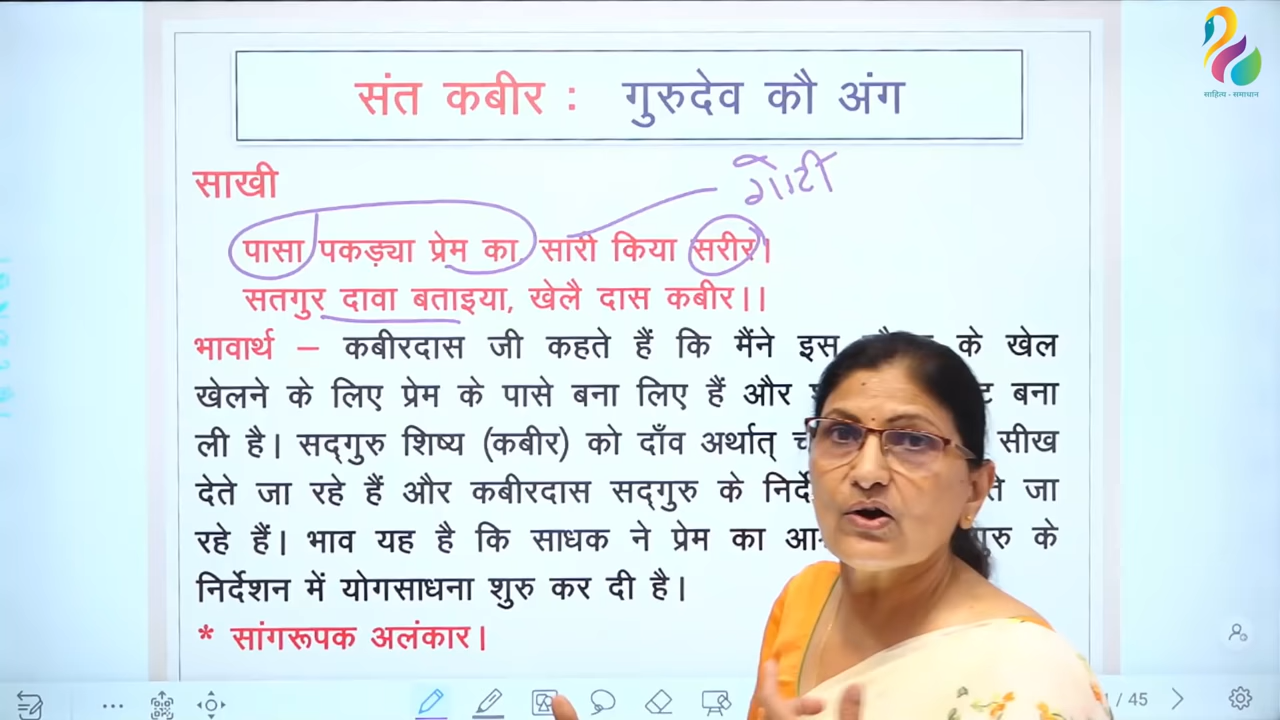 साहित्य - समाधान
संत कबीर : गुरुदेव कौ अंग
साखी
गोटी
पासा पकड़्या प्रेम का, सारी किया सरीर।
सतगुर दावा बताइया, खेलै दास कबीर।।
भावार्थ – कबीरदास जी कहते हैं कि मैंने इस के खेल
खेलने के लिए प्रेम के पासे बना लिए हैं और बना
ली है। सद्गुरु शिष्य (कबीर) को दाँव अर्थात् सीख
देते जा रहे हैं और कबीरदास सद्गुरु के जा
रहे हैं। भाव यह है कि साधक ने प्रेम का के
निर्देशन में योगसाधना शुरु कर दी है।
* सांगरूपक अलंकार।
/ 45